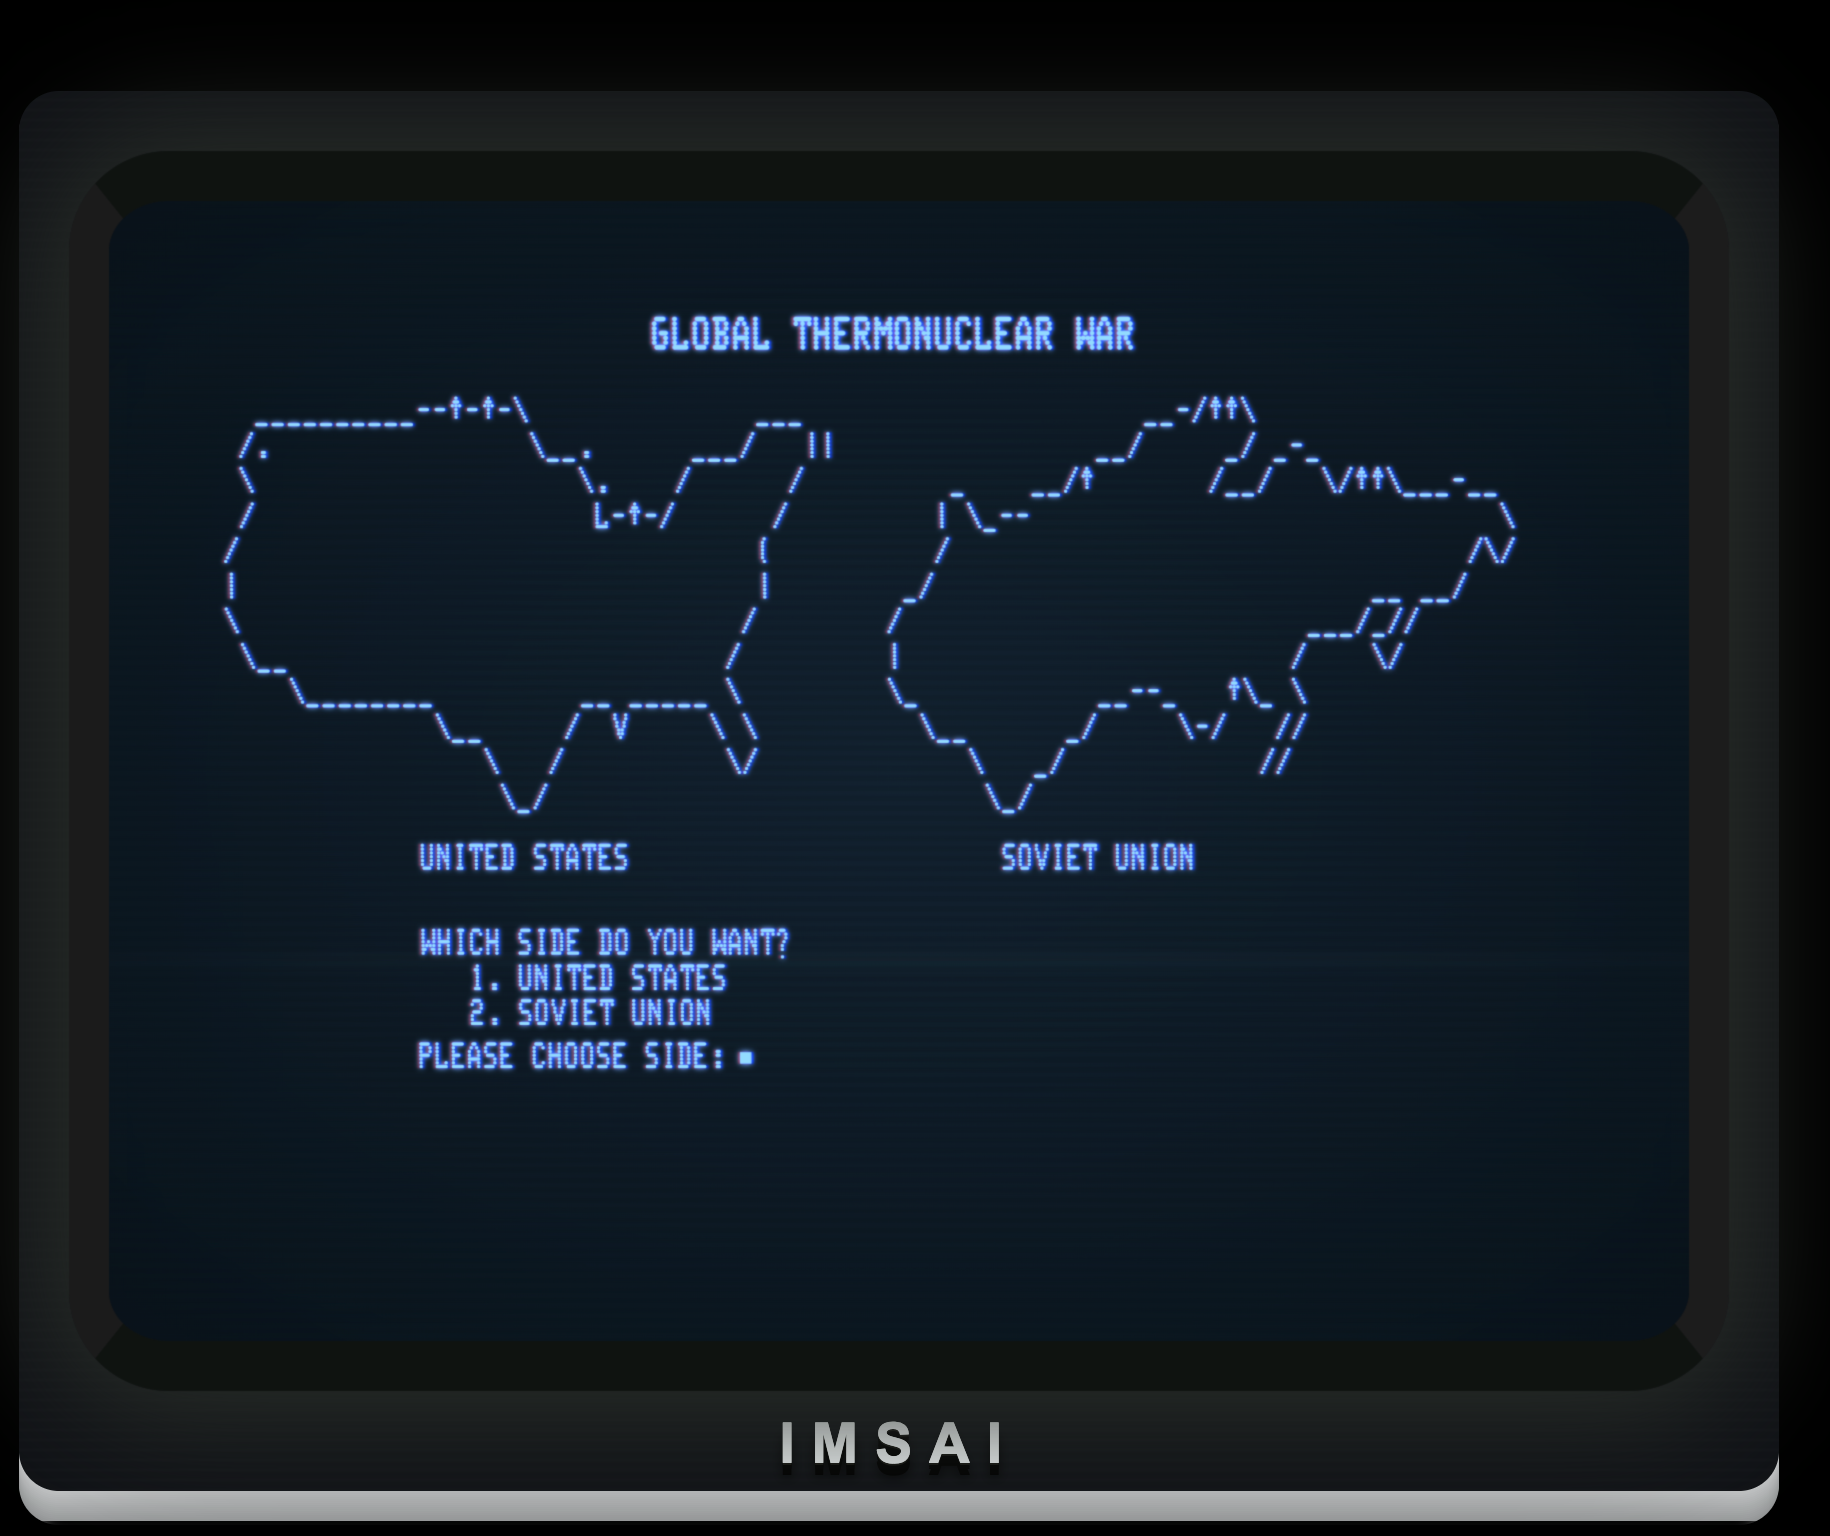 GLOBAL THERMONUCLEAR WAR
UNITED STATES
SOVIET UNION
WHICH SIDE DO YOU WANT?
1. UNITED STATES
2. SOVIET UNION
PLEASE CHOOSE SIDE:
IMSAI